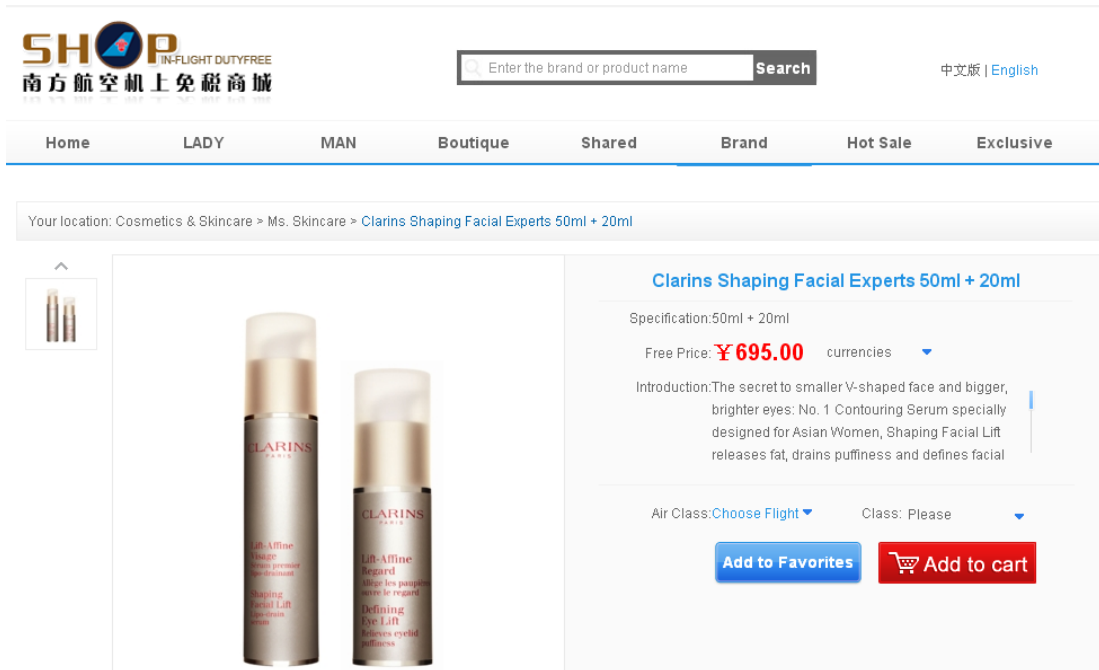 SHOP
IN-FLIGHT DUTYFREE
南方航空机上免税商城
Enter the brand or product name
Search
中文版 | English
Home LADY MAN Boutique Shared Brand Hot Sale Exclusive
Your location: Cosmetics & Skincare > Ms. Skincare > Clarins Shaping Facial Experts 50ml + 20ml
Clarins Shaping Facial Experts 50ml + 20ml
Specification:50ml + 20ml
Free Price: ¥695.00 currencies
Introduction:The secret to smaller V-shaped face and bigger,
brighter eyes: No. 1 Contouring Serum specially
designed for Asian Women, Shaping Facial Lift
releases fat, drains puffiness and defines facial
Air Class:Choose Flight Class: Please
Add to Favorites
Add to cart
CLARINS
PARIS
Lift-Affine
Visage
Shaping
Facial Lift
CLARINS
PARIS
Lift-Affine
Regard
Defining
Eye Lift
Relieves eyelid
puffiness